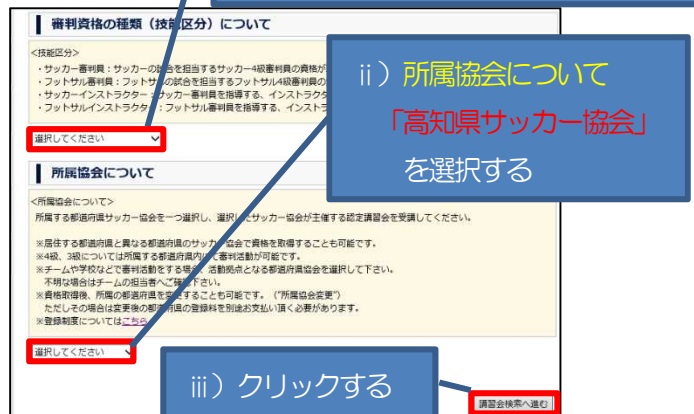 審判資格の種類（技能区分）について
<技能区分>
・サッカー審判員：サッカーの試合を担当するサッカー4級審判員の資格が
・フットサル審判員：フットサルの試合を担当するフットサル4級審判員の
・サッカーインストラクター：サッカー審判員を指導する、インストラクタ
・フットサルインストラクター：フットサル審判員を指導する、インストラ
選択してください
ⅱ）所属協会について
「高知県サッカー協会」
を選択する
所属協会について
<所属協会について>
所属する都道府県サッカー協会を一つ選択し、選択したサッカー協会が主催する認定講習会を受講してください。
※居住する都道府県と異なる都道府県のサッカー協会で資格を取得することも可能です。
※4級、3級については所属する都道府県内にて審判活動が可能です。
※チームや学校などで審判活動をする場合、活動拠点となる都道府県協会を選択して下さい。
不明な場合はチームの担当者へご確認下さい。
※資格取得後、所属の都道府県を変更することも可能です。（"所属協会変更"）
ただしその場合は変更後の都道府県の登録料を別途お支払い頂く必要があります。
※登録制度についてはこちら
選択してください
ⅲ）クリックする
講習会検索へ進む